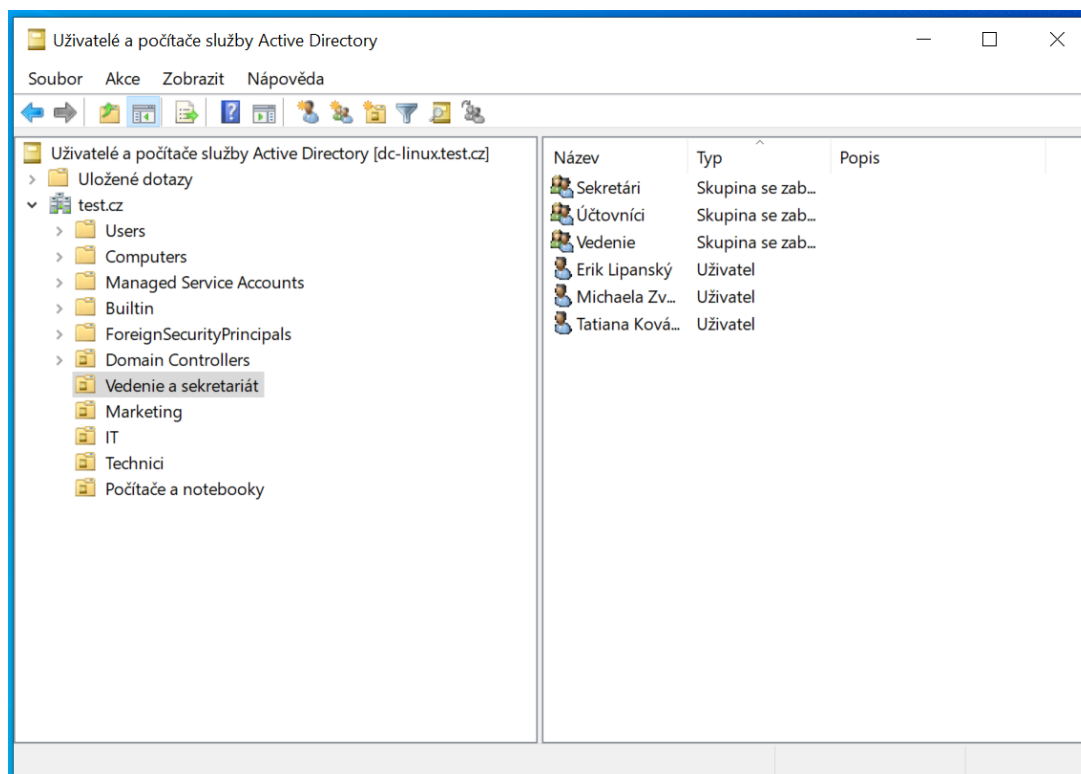 Uživatelé a počítače služby Active Directory
Soubor Akce Zobrazit Nápověda
Uživatelé a počítače služby Active Directory [dc-linux.test.cz]
Uložené dotazy
test.cz
Users
Computers
Managed Service Accounts
Builtin
ForeignSecurityPrincipals
Domain Controllers
Vedenie a sekretariát
Marketing
IT
Technici
Počítače a notebooky
Název Typ Popis
Sekretári Skupina se zab...
Účtovníci Skupina se zab...
Vedenie Skupina se zab...
Erik Lipanský Uživatel
Michaela Zv... Uživatel
Tatiana Ková... Uživatel